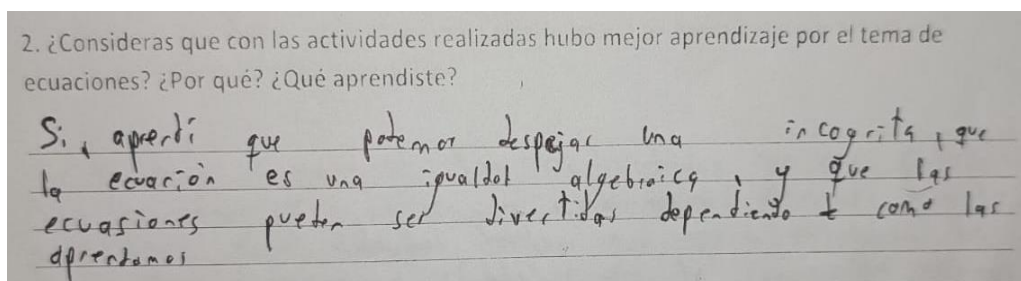 2. ¿Consideras que con las actividades realizadas hubo mejor aprendizaje por el tema de
ecuaciones? ¿Por qué? ¿Qué aprendiste?
Si, aprendi que podemos despejar una incognita, que
la ecuación es una igualdad algebraica, y que las
ecuasiones pueden ser divertidas dependiendo como las
aprendamos